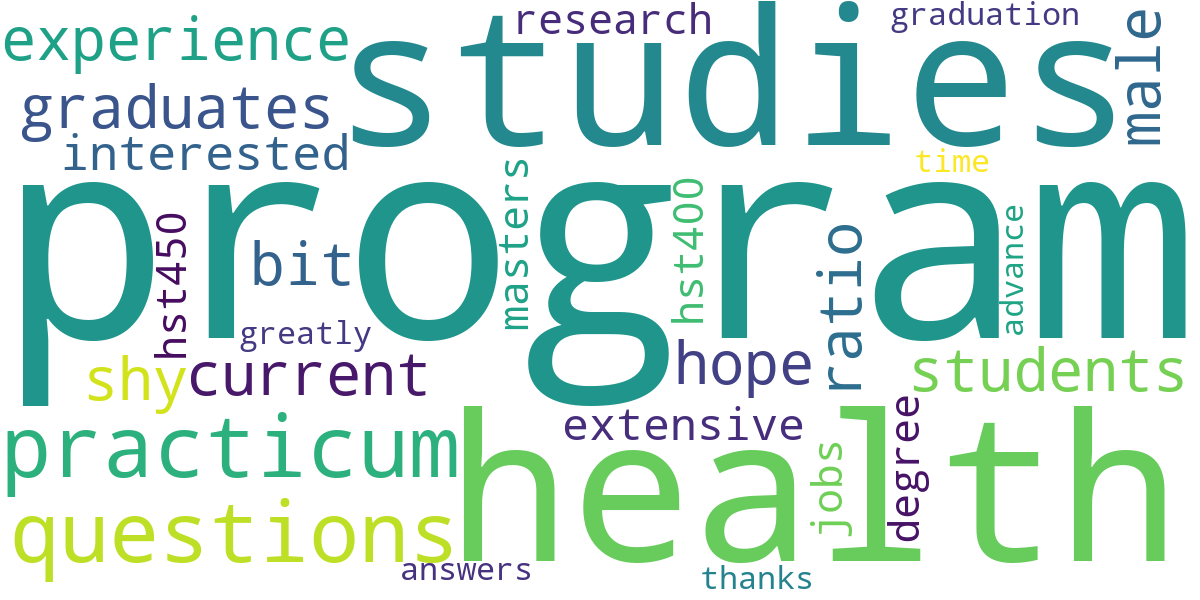 research
graduation
experience
studies
male
graduates
interested
time
program
masters
hst400
advance
hst450
bit
ratio
greatly
hope
students
shy
current
extensive
degree
practicum
health
jobs
questions
answers
thanks